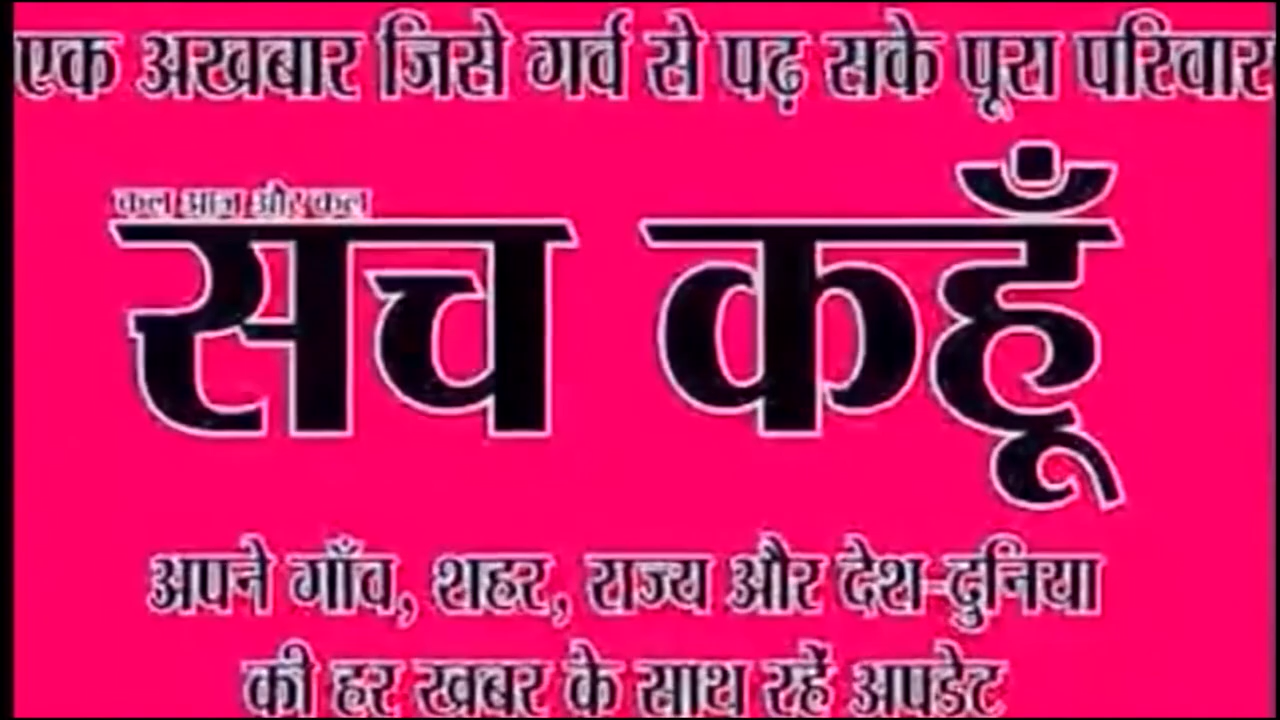 एक अखबार जिसे गर्व से पढ़ सके पूरा परिवार
कल आज और कल
सच कहूँ
अपने गाँव, शहर, राज्य और देश-दुनिया
की हर खबर के साथ रहें अपडेट